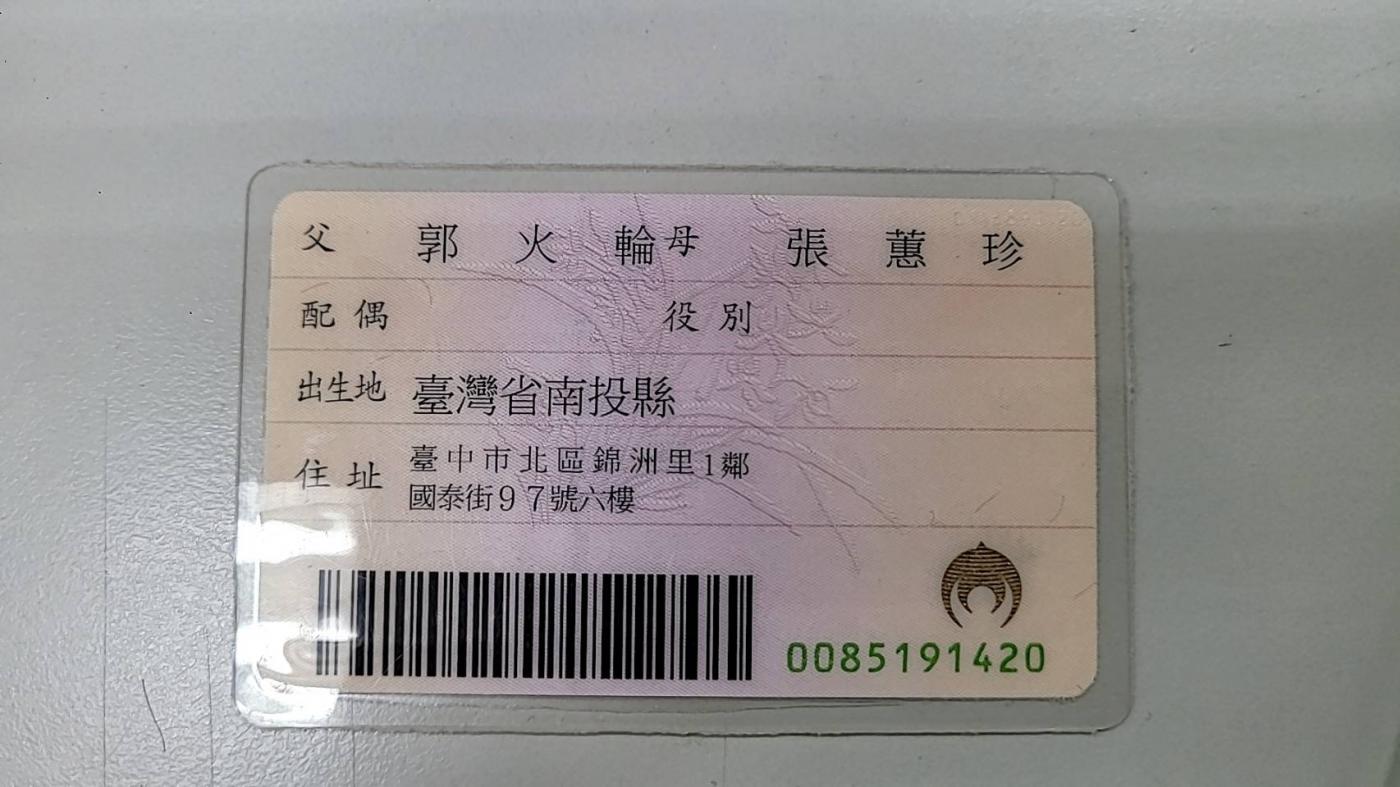 父 郭火輪 母 張蕙珍
配偶 役別
出生地 臺灣省南投縣
住址 臺中市北區錦洲里1鄰
國泰街97號六樓
0085191420